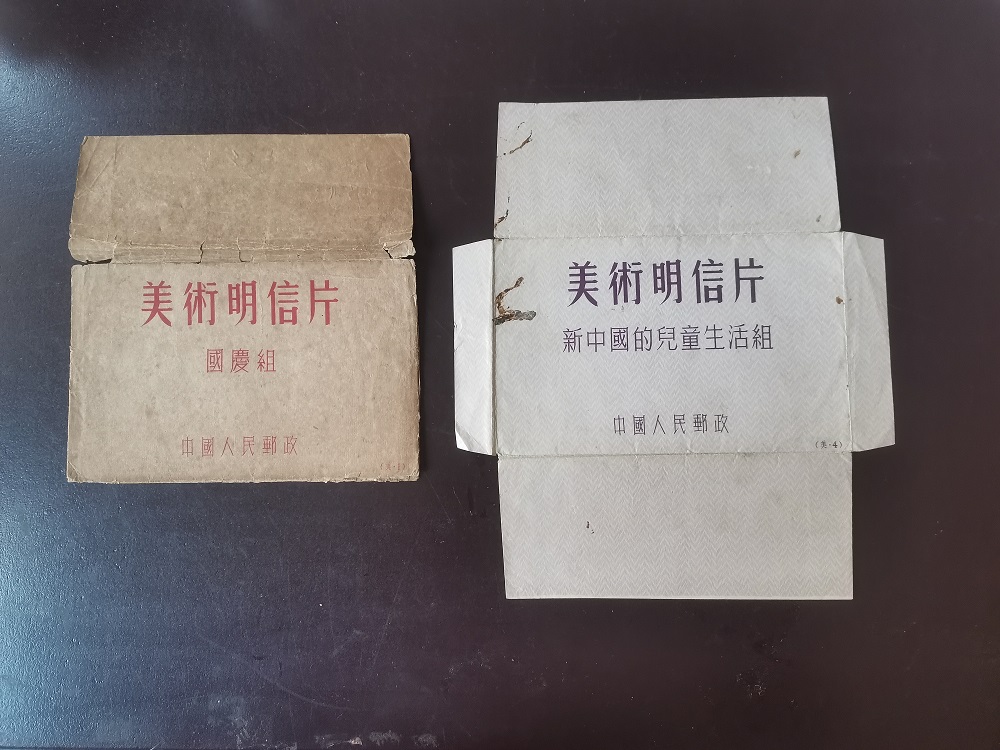 美術明信片
國慶組
中國人民郵政
美術明信片
新中國的兒童生活組
中國人民郵政
(美·4)